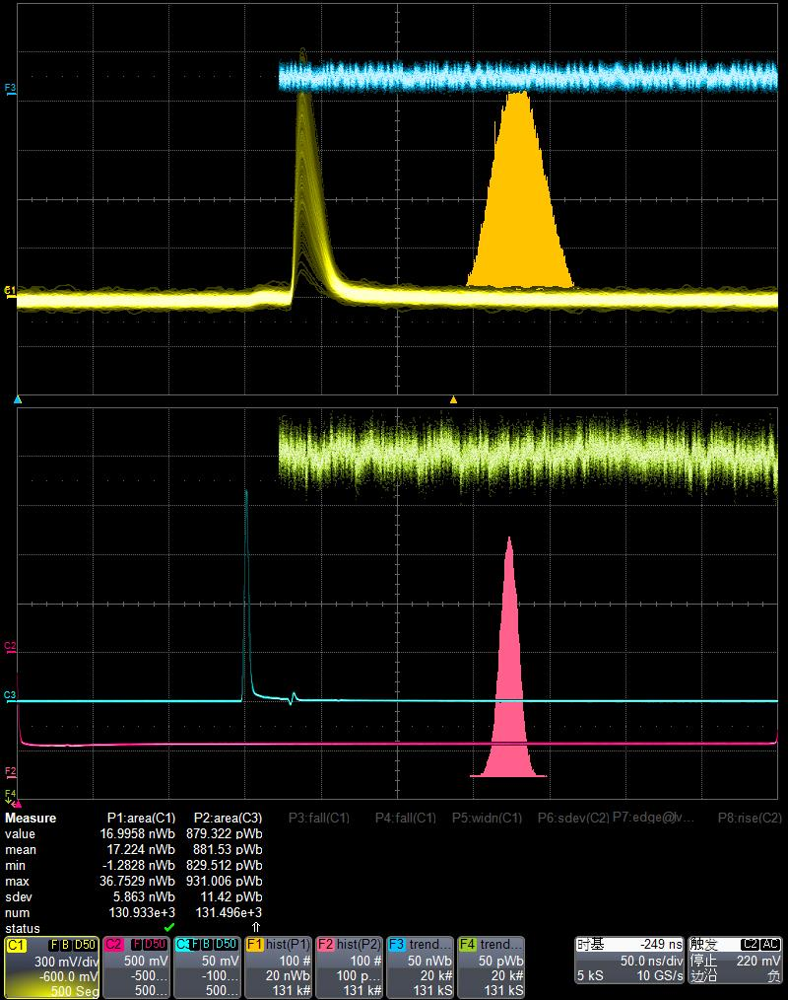 F3
C1
C2
C3
F2
F4
Measure P1:area(C1) P2:area(C3) P3:fall(C1) P4:fall(C1) P5:widn(C1) P6:sdev(C2) P7:edge@lv… P8:rise(C2)
value 16.9958 nWb 879.322 pWb
mean 17.224 nWb 881.53 pWb
min -1.2828 nWb 829.512 pWb
max 36.7529 nWb 931.006 pWb
sdev 5.863 nWb 11.42 pWb
num 130.933e+3 131.496e+3
status
C1 F B D50 C2 F D50 C3 F B D50 F1 hist(P1) F2 hist(P2) F3 trend… F4 trend… 时基 -249 ns 触发 C2 AC
300 mV/div 500 mV 50 mV 100 # 100 # 50 nWb 50 pWb 50.0 ns/div 停止 220 mV
-600.0 mV -500… -100… 20 nWb 100 p… 20 k# 20 k# 5 kS 10 GS/s 边沿 负
500 Seg 500… 500… 131 k# 131 k# 131 kS 131 kS